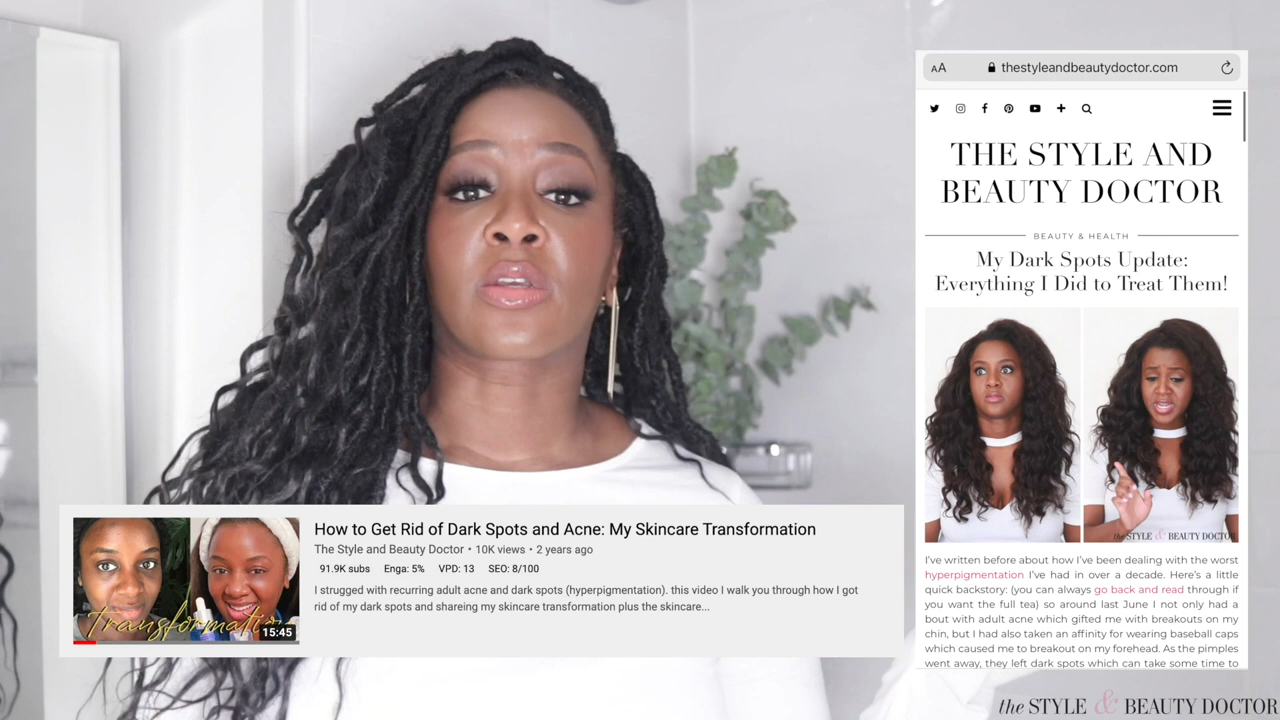 AA thestyleandbeautydoctor.com
THE STYLE AND
BEAUTY DOCTOR
BEAUTY & HEALTH
My Dark Spots Update:
Everything I Did to Treat Them!
the STYLE & BEAUTY DOCTOR
I've written before about how I've been dealing with the worst
hyperpigmentation I've had in over a decade. Here's a little
quick backstory: (you can always go back and read through if
you want the full tea) so around last June I not only had a
bout with adult acne which gifted me with breakouts on my
chin, but I had also taken an affinity for wearing baseball caps
which caused me to breakout on my forehead. As the pimples
went away, they left dark spots which can take some time to
How to Get Rid of Dark Spots and Acne: My Skincare Transformation
The Style and Beauty Doctor • 10K views • 2 years ago
91.9K subs Enga: 5% VPD: 13 SEO: 8/100
I struggled with recurring adult acne and dark spots (hyperpigmentation). this video I walk you through how I got
rid of my dark spots and shareing my skincare transformation plus the skincare...
Transformation
15:45
the STYLE & BEAUTY DOCTOR